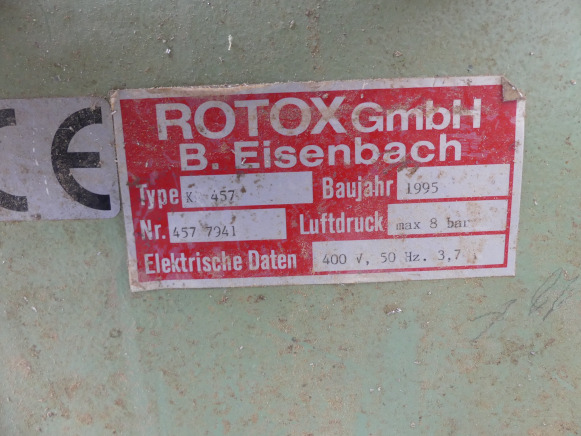 CE
ROTOX GmbH
B. Eisenbach
Type K 457 Baujahr 1995
Nr. 457 7941 Luftdruck max 8 bar
Elektrische Daten 400 V, 50 Hz. 3,7